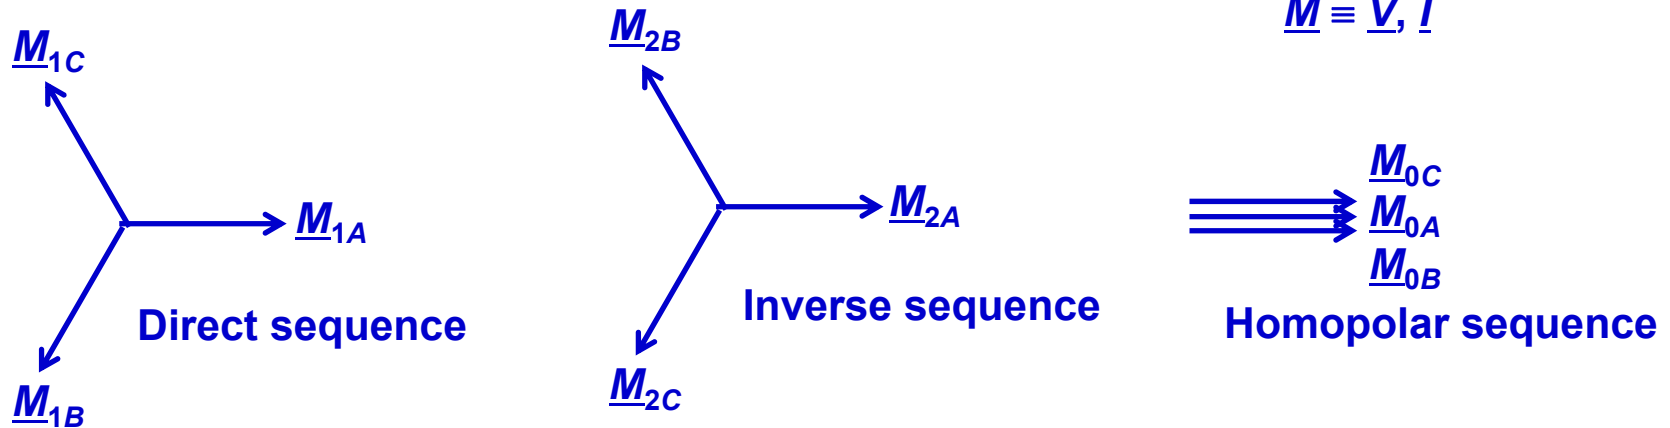 M ≡ V, I
M1C
M1A
M1B
Direct sequence
M2B
M2A
M2C
Inverse sequence
M0C
M0A
M0B
Homopolar sequence